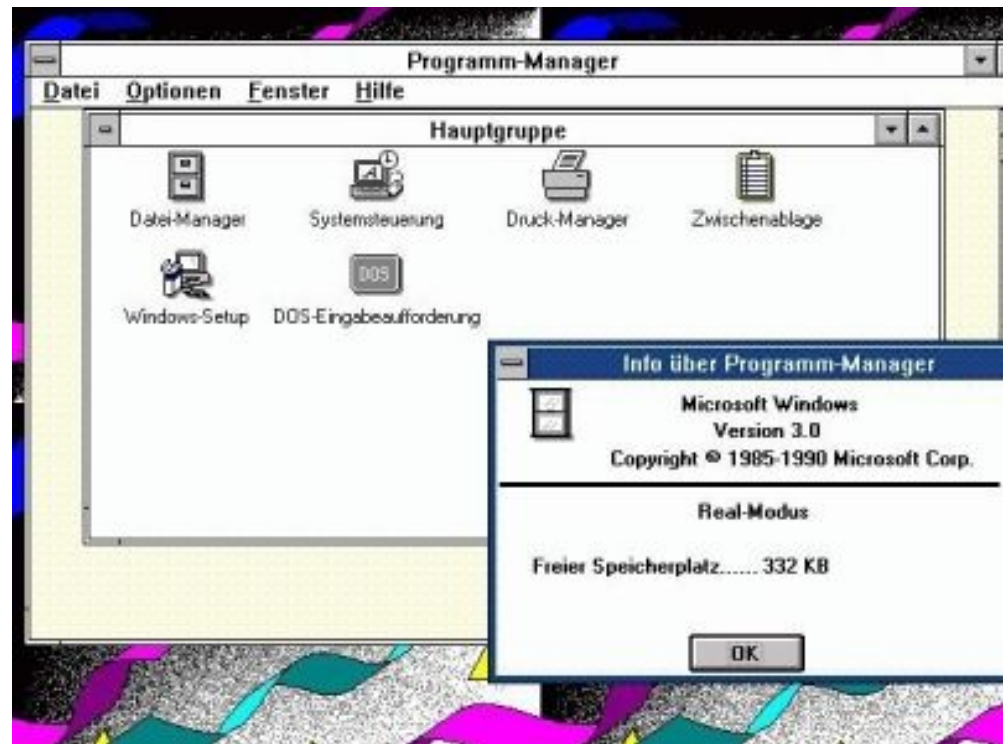 Programm-Manager
Datei Optionen Fenster Hilfe
Hauptgruppe
Datei-Manager Systemsteuerung Druck-Manager Zwischenablage
DOS
Windows-Setup DOS-Eingabeaufforderung
Info über Programm-Manager
Microsoft Windows
Version 3.0
Copyright © 1985-1990 Microsoft Corp.
Real-Modus
Freier Speicherplatz...... 332 KB
OK